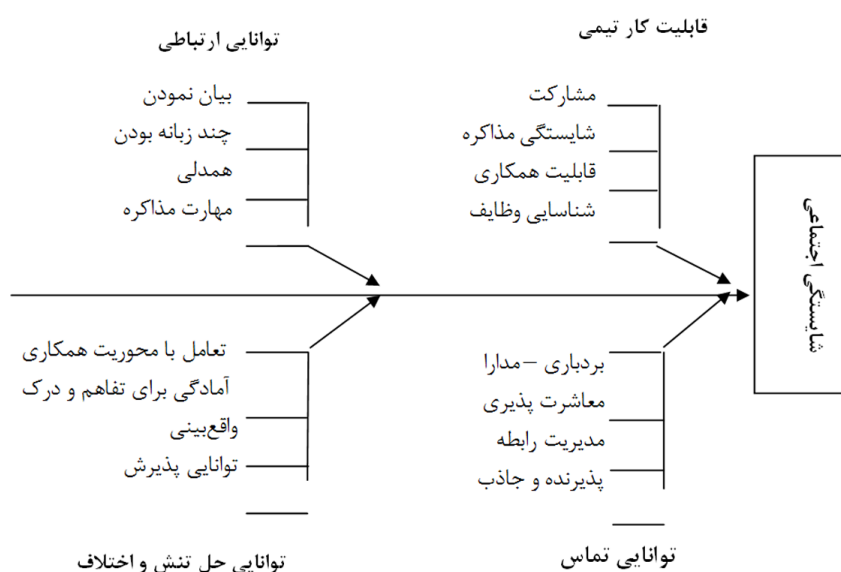 قابلیت کار تیمی
مشارکت
شایستگی مذاکره
قابلیت همکاری
شناسایی وظایف
توانایی ارتباطی
بیان نمودن
چند زبانه بودن
همدلی
مهارت مذاکره
شایستگی اجتماعی
بردباری –مدارا
معاشرت پذیری
مدیریت رابطه
پذیرنده و جاذب
توانایی تماس
تعامل با محوریت همکاری
آمادگی برای تفاهم و درک
واقع‌بینی
توانایی پذیرش
توانایی حل تنش و اختلاف